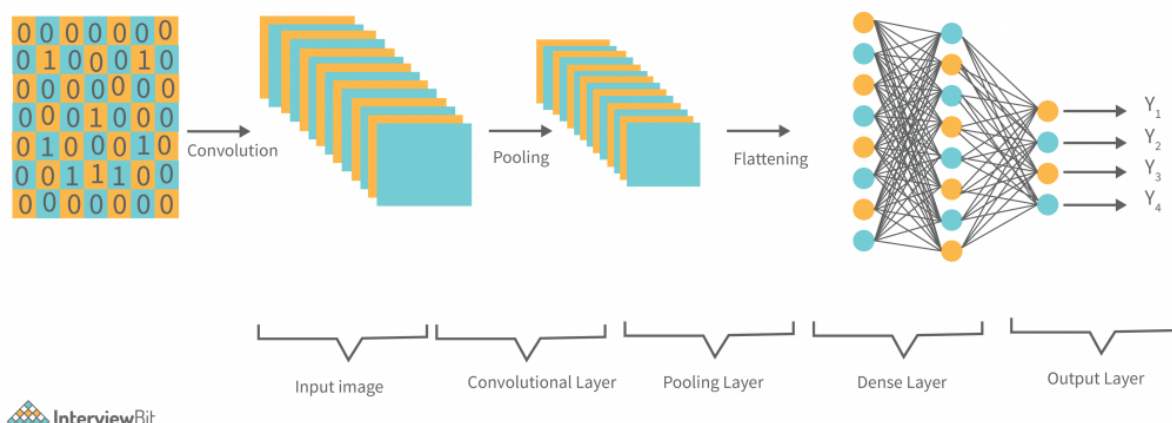 0 0 0 0 0 0 0
0 1 0 0 0 1 0
0 0 0 0 0 0 0
0 0 0 1 0 0 0
0 1 0 0 0 1 0
0 0 1 1 1 0 0
0 0 0 0 0 0 0
Convolution
Pooling
Flattening
Y1
Y2
Y3
Y4
Input image
Convolutional Layer
Pooling Layer
Dense Layer
Output Layer
InterviewBit